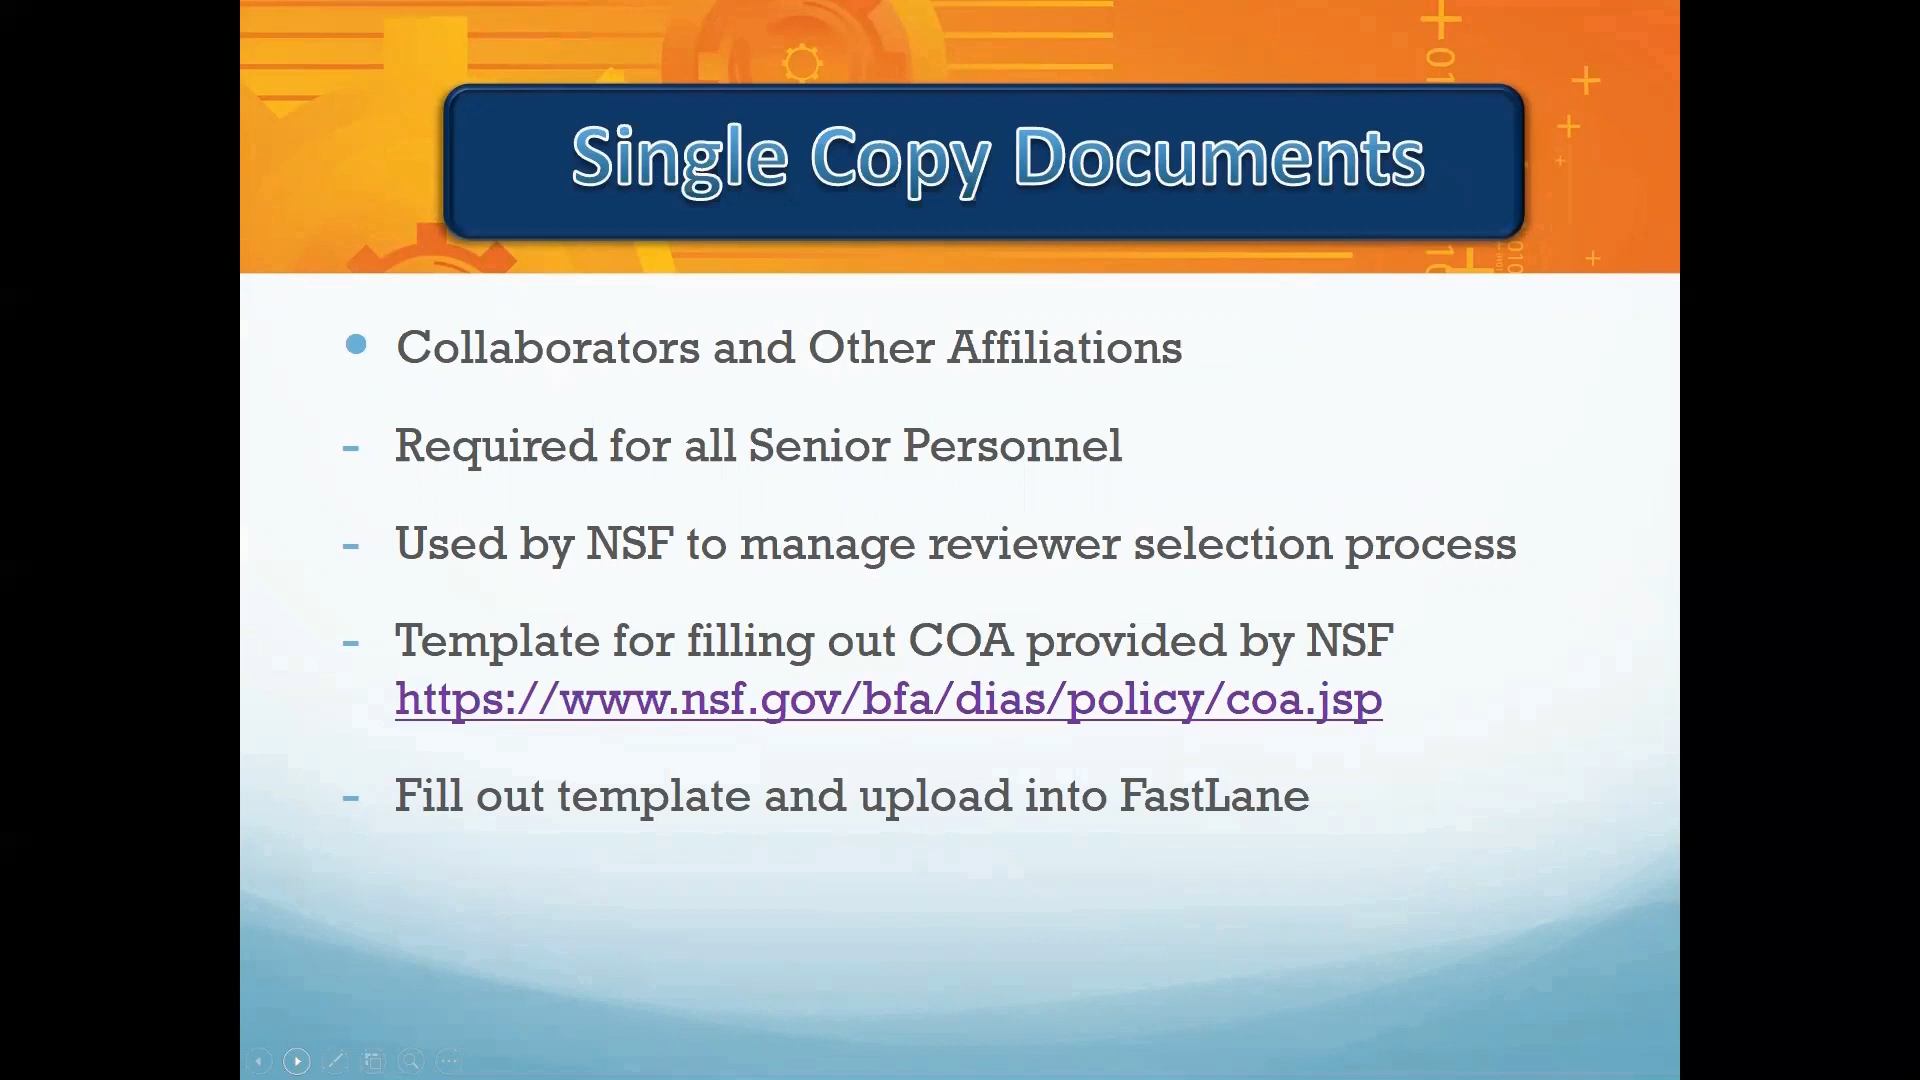 Single Copy Documents
Collaborators and Other Affiliations
- Required for all Senior Personnel
- Used by NSF to manage reviewer selection process
- Template for filling out COA provided by NSF
https://www.nsf.gov/bfa/dias/policy/coa.jsp
- Fill out template and upload into FastLane